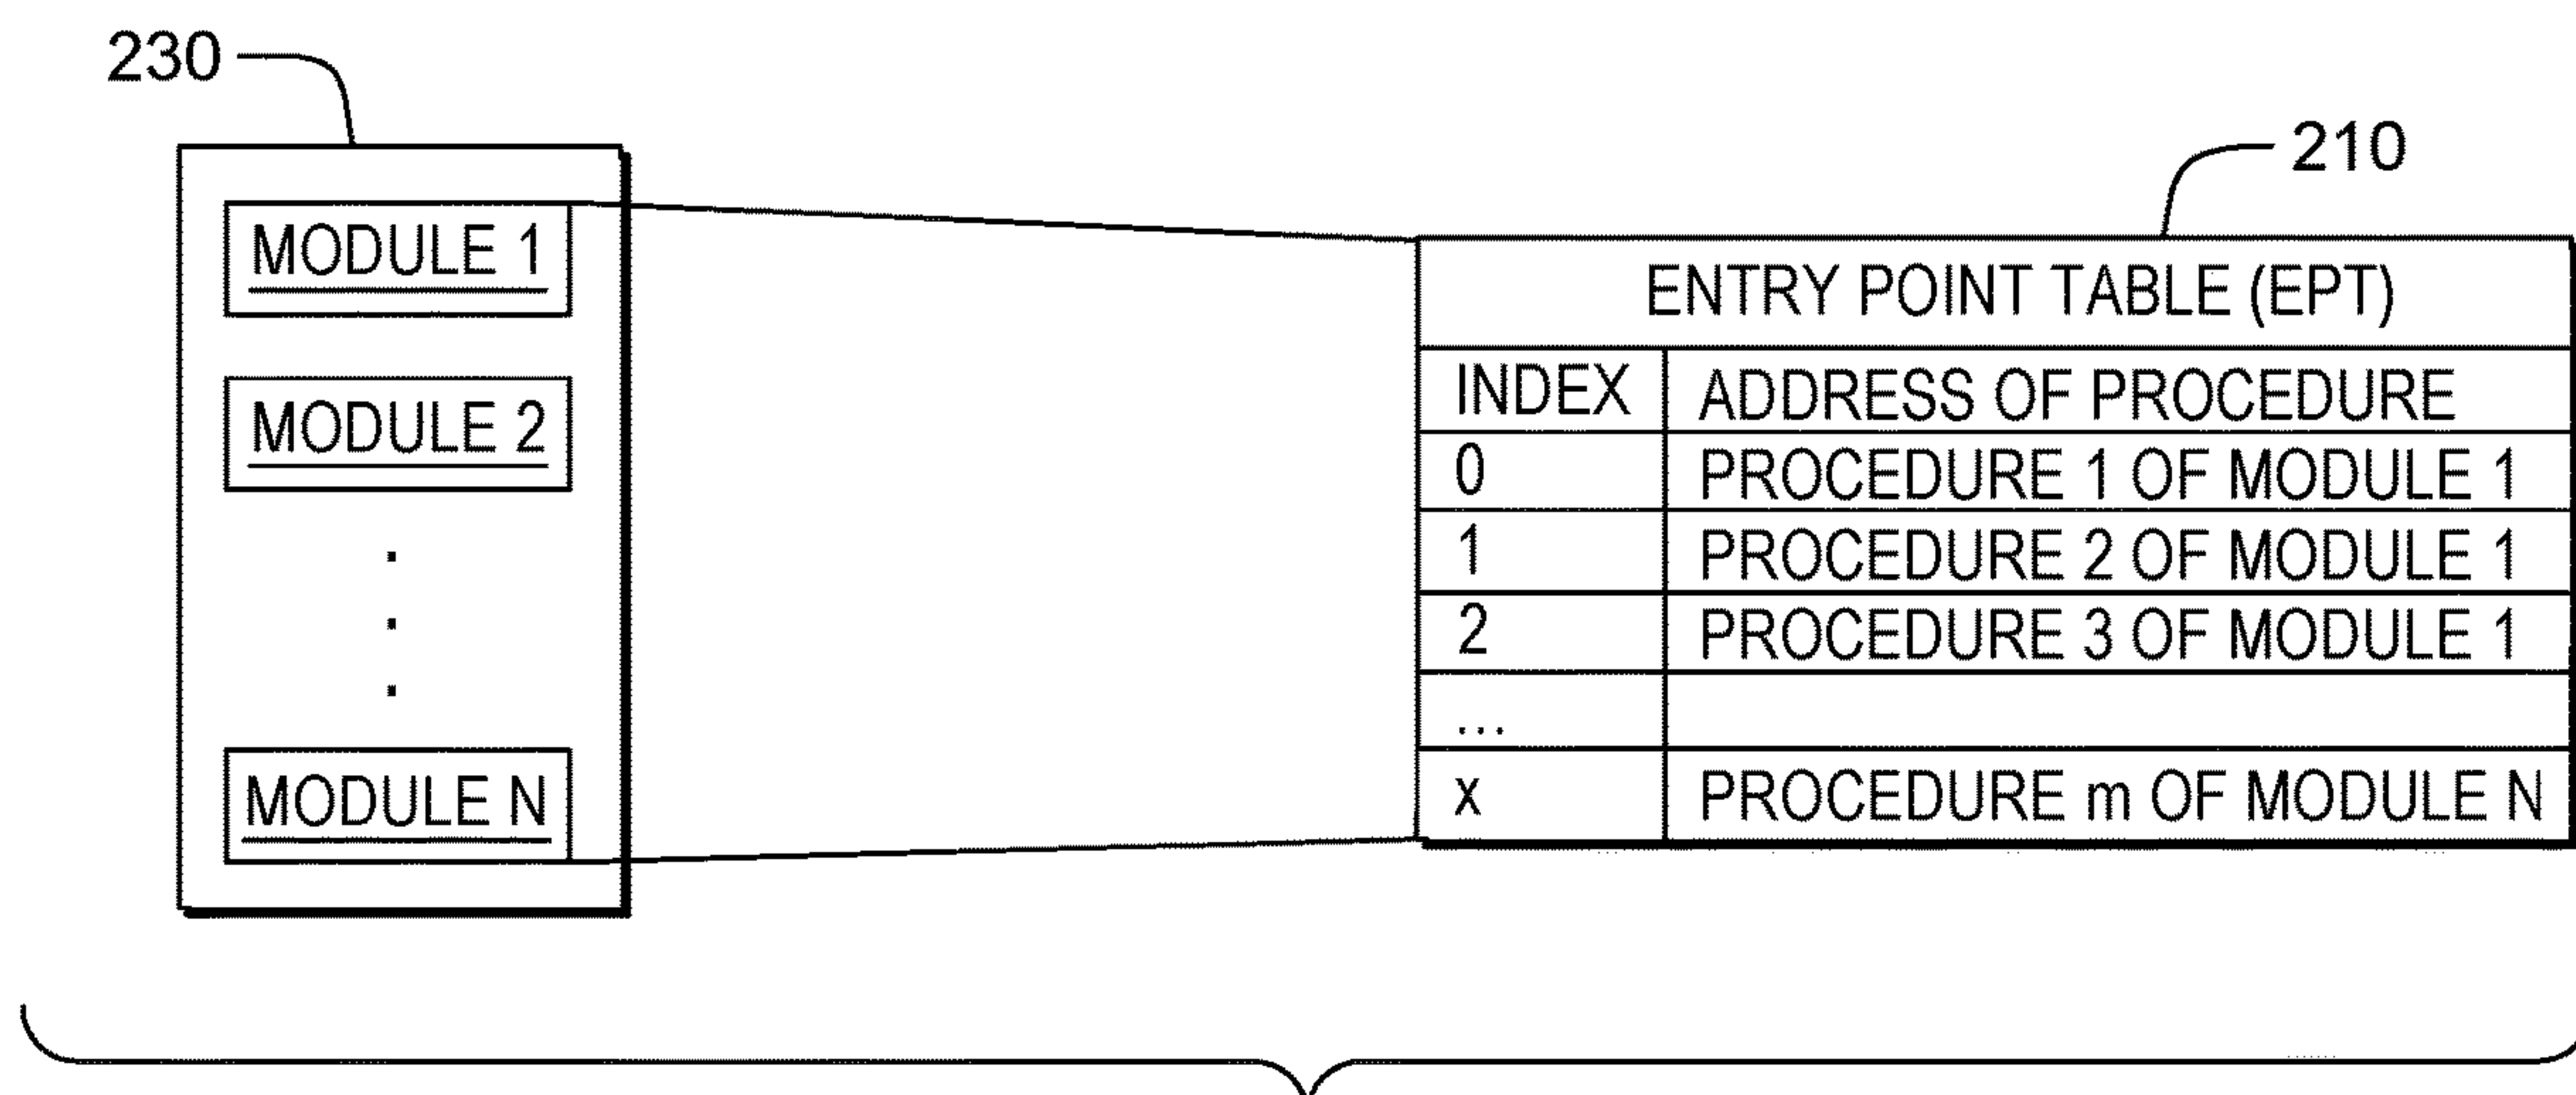 230
MODULE 1
MODULE 2
.
.
.
MODULE N
210
ENTRY POINT TABLE (EPT)
INDEX ADDRESS OF PROCEDURE
0 PROCEDURE 1 OF MODULE 1
1 PROCEDURE 2 OF MODULE 1
2 PROCEDURE 3 OF MODULE 1
...
x PROCEDURE m OF MODULE N